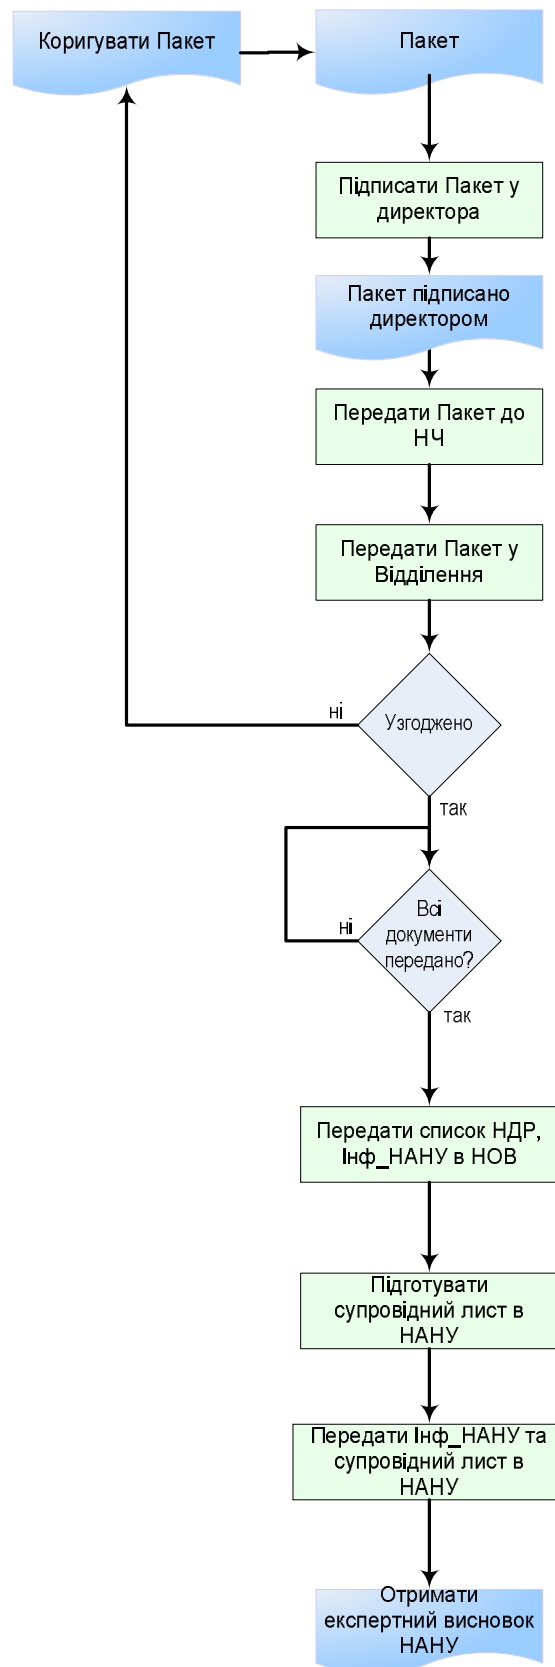 Коригувати Пакет
Пакет
Підписати Пакет у
директора
Пакет підписано
директором
Передати Пакет до
НЧ
Передати Пакет у
Відділення
Узгоджено
ні
так
Всі
документи
передано?
ні
так
Передати список НДР,
Інф_НАНУ в НОВ
Підготувати
супровідний лист в
НАНУ
Передати Інф_НАНУ та
супровідний лист в
НАНУ
Отримати
експертний висновок
НАНУ